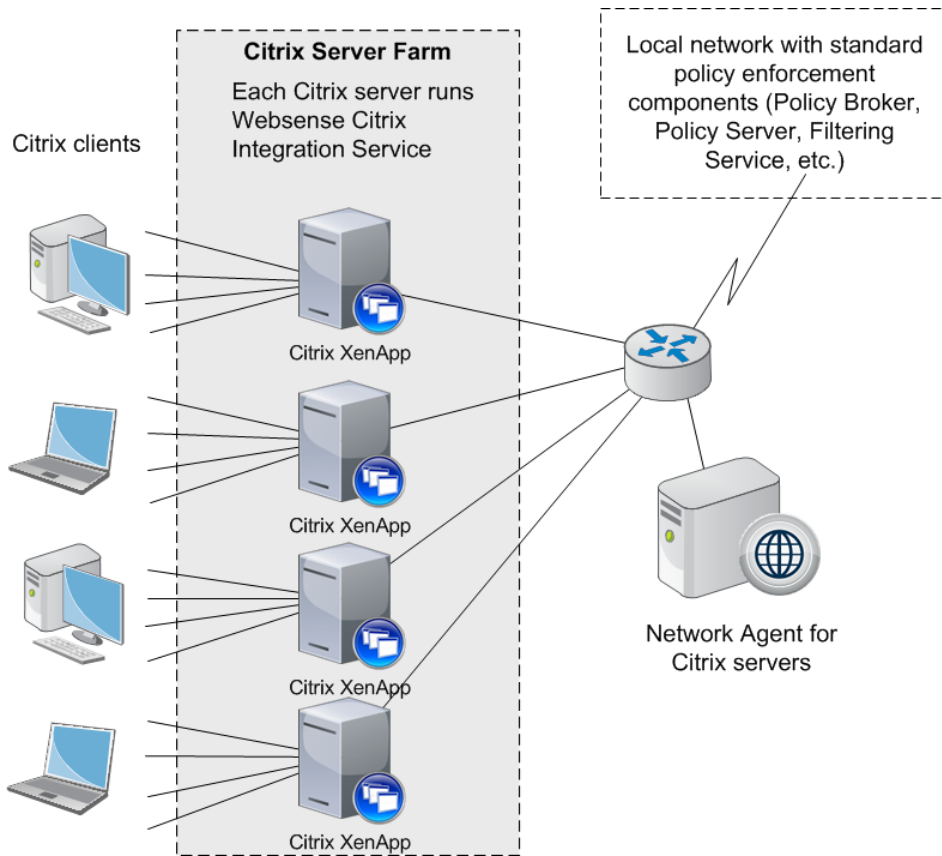 Citrix Server Farm
Each Citrix server runs
Websense Citrix
Integration Service
Local network with standard
policy enforcement
components (Policy Broker,
Policy Server, Filtering
Service, etc.)
Citrix clients
Citrix XenApp
Citrix XenApp
Citrix XenApp
Citrix XenApp
Network Agent for
Citrix servers